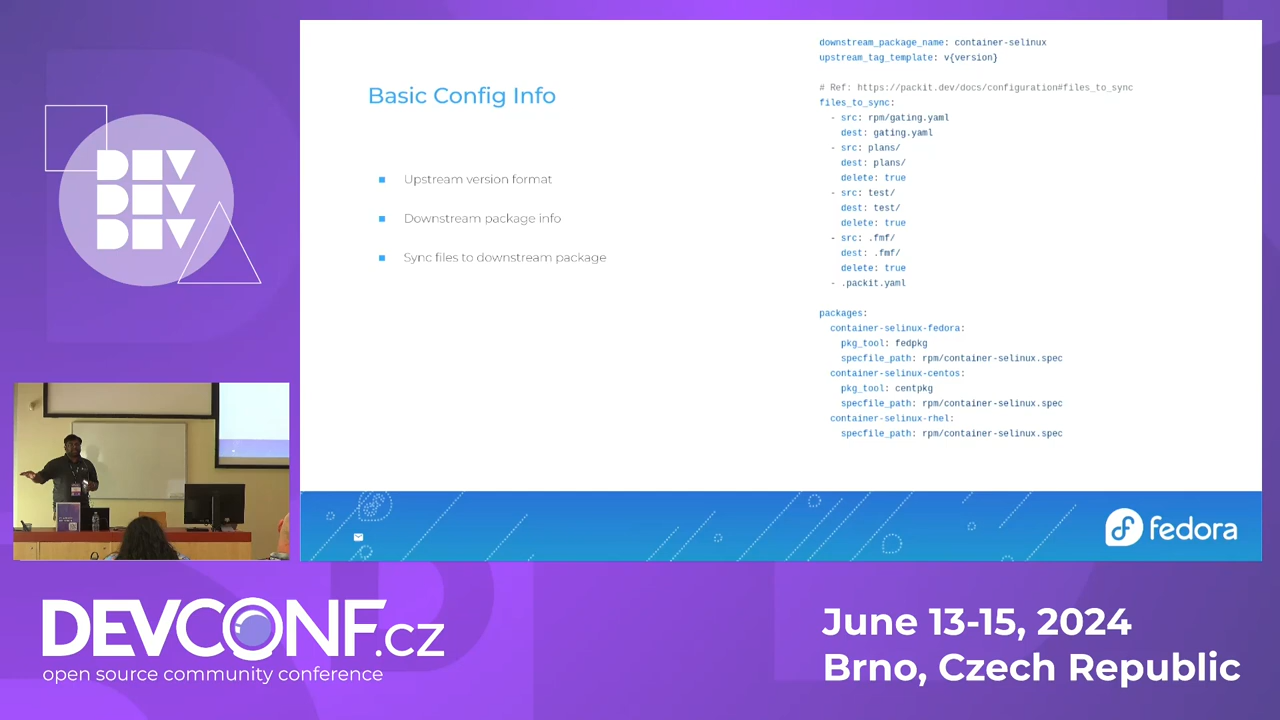 DEV
DEV
DEV
Basic Config Info
Upstream version format
Downstream package info
Sync files to downstream package
downstream_package_name: container-selinux
upstream_tag_template: v{version}
# Ref: https://packit.dev/docs/configuration#files_to_sync
files_to_sync:
- src: rpm/gating.yaml
dest: gating.yaml
- src: plans/
dest: plans/
delete: true
- src: test/
dest: test/
delete: true
- src: .fmf/
dest: .fmf/
delete: true
- .packit.yaml
packages:
container-selinux-fedora:
pkg_tool: fedpkg
specfile_path: rpm/container-selinux.spec
container-selinux-centos:
pkg_tool: centpkg
specfile_path: rpm/container-selinux.spec
container-selinux-rhel:
specfile_path: rpm/container-selinux.spec
fedora
DEVCONF.cz
open source community conference
June 13-15, 2024
Brno, Czech Republic